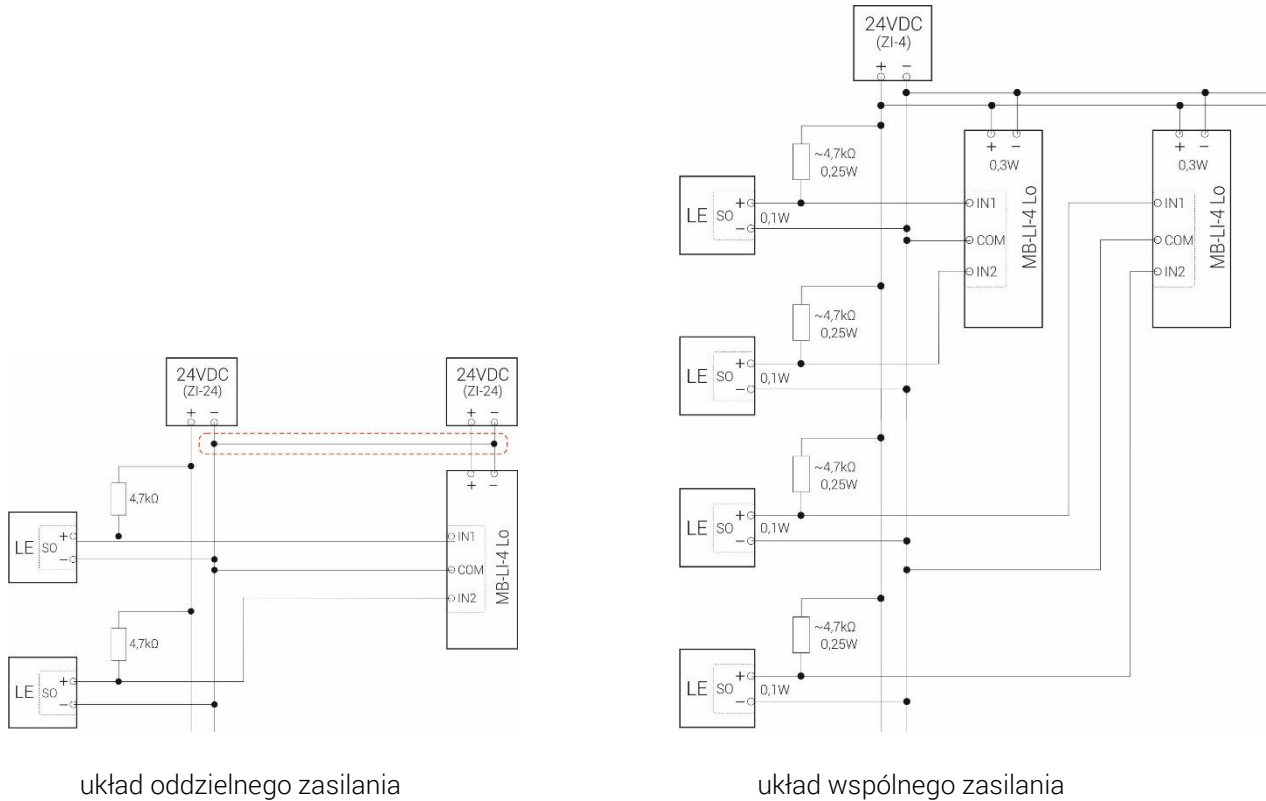 24VDC
(ZI-24)
+ −
24VDC
(ZI-24)
+ −
4,7kΩ
+ −
LE SO + −
IN1
COM
IN2
MB-LI-4 Lo
4,7kΩ
LE SO + −
układ oddzielnego zasilania
24VDC
(ZI-4)
+ −
~4,7kΩ
0,25W
+ −
0,3W
+ −
0,3W
LE SO + − 0,1W
IN1
COM
IN2
MB-LI-4 Lo
IN1
COM
IN2
MB-LI-4 Lo
~4,7kΩ
0,25W
LE SO + − 0,1W
~4,7kΩ
0,25W
LE SO + − 0,1W
~4,7kΩ
0,25W
LE SO + − 0,1W
układ wspólnego zasilania